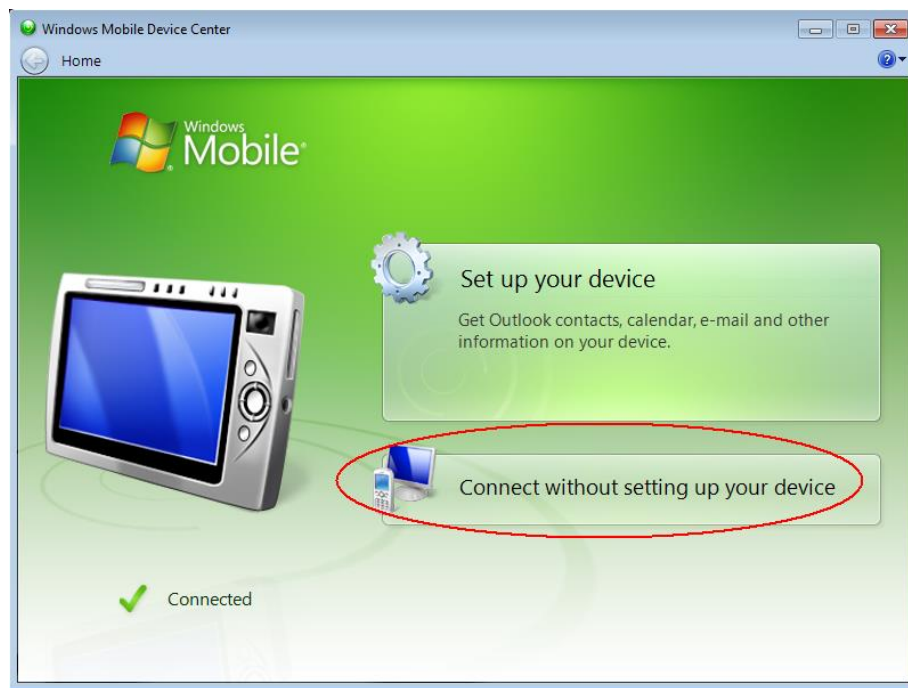 Windows Mobile Device Center
Home
Windows
Mobile
Set up your device
Get Outlook contacts, calendar, e-mail and other
information on your device.
Connect without setting up your device
Connected